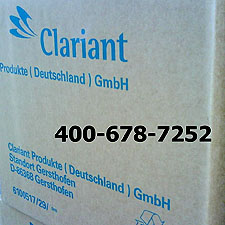 Clariant
Produkte ( Deutschland ) GmbH
400-678-7252
Clariant Produkte ( Deutschland ) GmbH
Standort Gersthofen
D-86368 Gersthofen